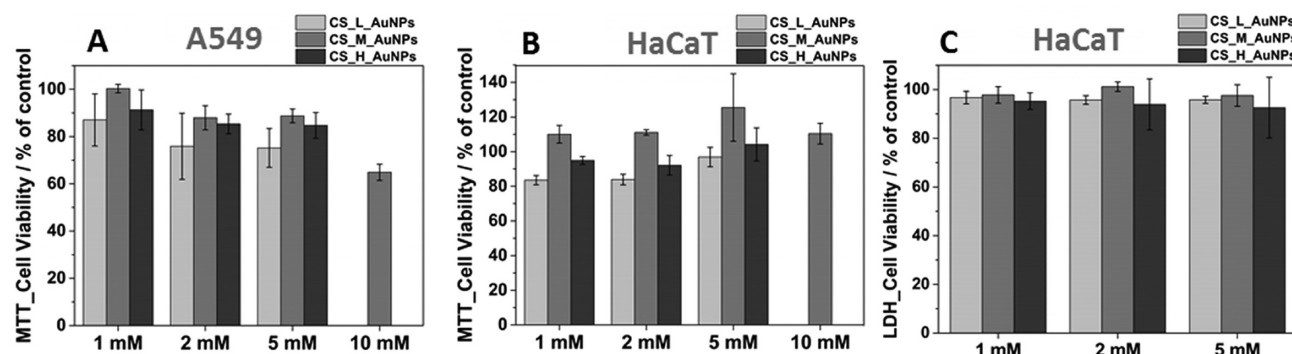 A
A549
CS_L_AuNPs
CS_M_AuNPs
CS_H_AuNPs
MTT_Cell Viability / % of control
100
80
60
40
20
0
1 mM
2 mM
5 mM
10 mM
B
HaCaT
CS_L_AuNPs
CS_M_AuNPs
CS_H_AuNPs
MTT_Cell Viability / % of control
140
120
100
80
60
40
20
0
1 mM
2 mM
5 mM
10 mM
C
HaCaT
CS_L_AuNPs
CS_M_AuNPs
CS_H_AuNPs
LDH_Cell Viability / % of control
100
80
60
40
20
0
1 mM
2 mM
5 mM